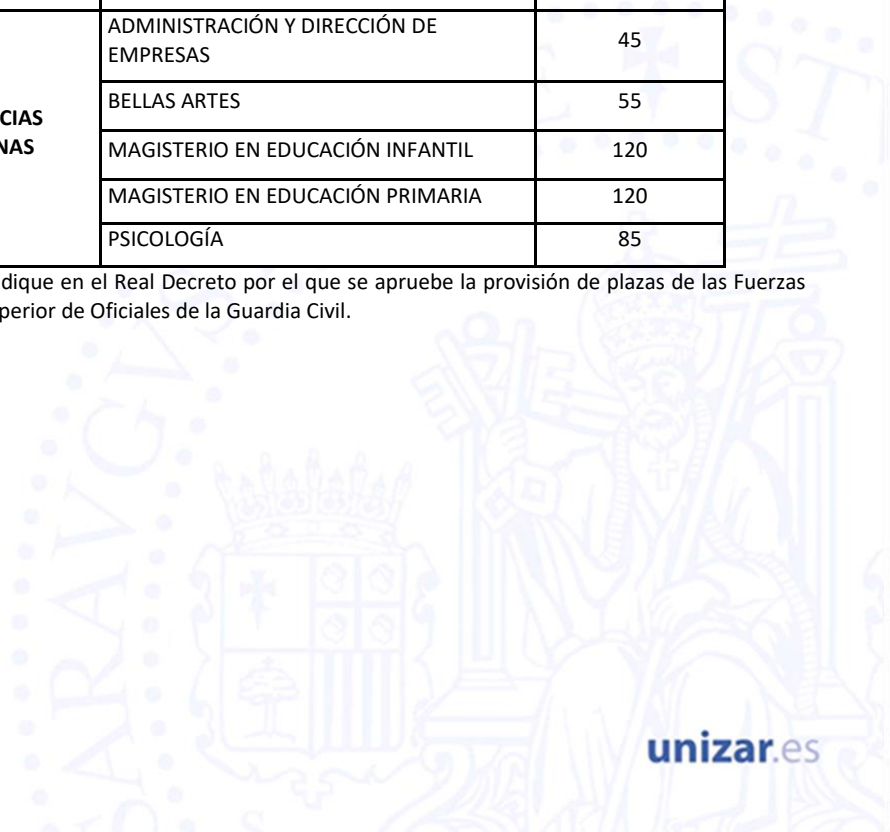 ADMINISTRACIÓN Y DIRECCIÓN DE
EMPRESAS
45
CIAS
NAS
BELLAS ARTES
55
MAGISTERIO EN EDUCACIÓN INFANTIL
120
MAGISTERIO EN EDUCACIÓN PRIMARIA
120
PSICOLOGÍA
85
dique en el Real Decreto por el que se apruebe la provisión de plazas de las Fuerzas
perior de Oficiales de la Guardia Civil.
unizar.es